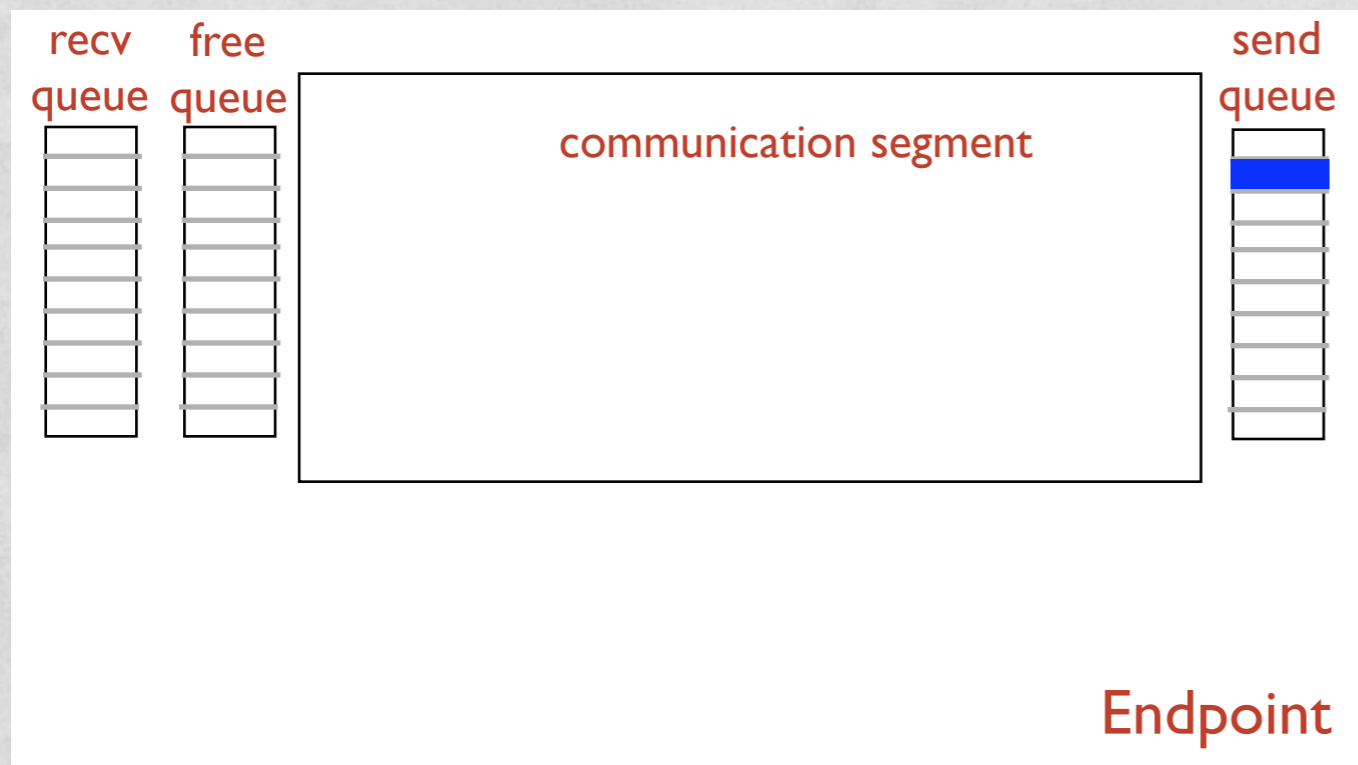 recv
queue
free
queue
communication segment
send
queue
Endpoint